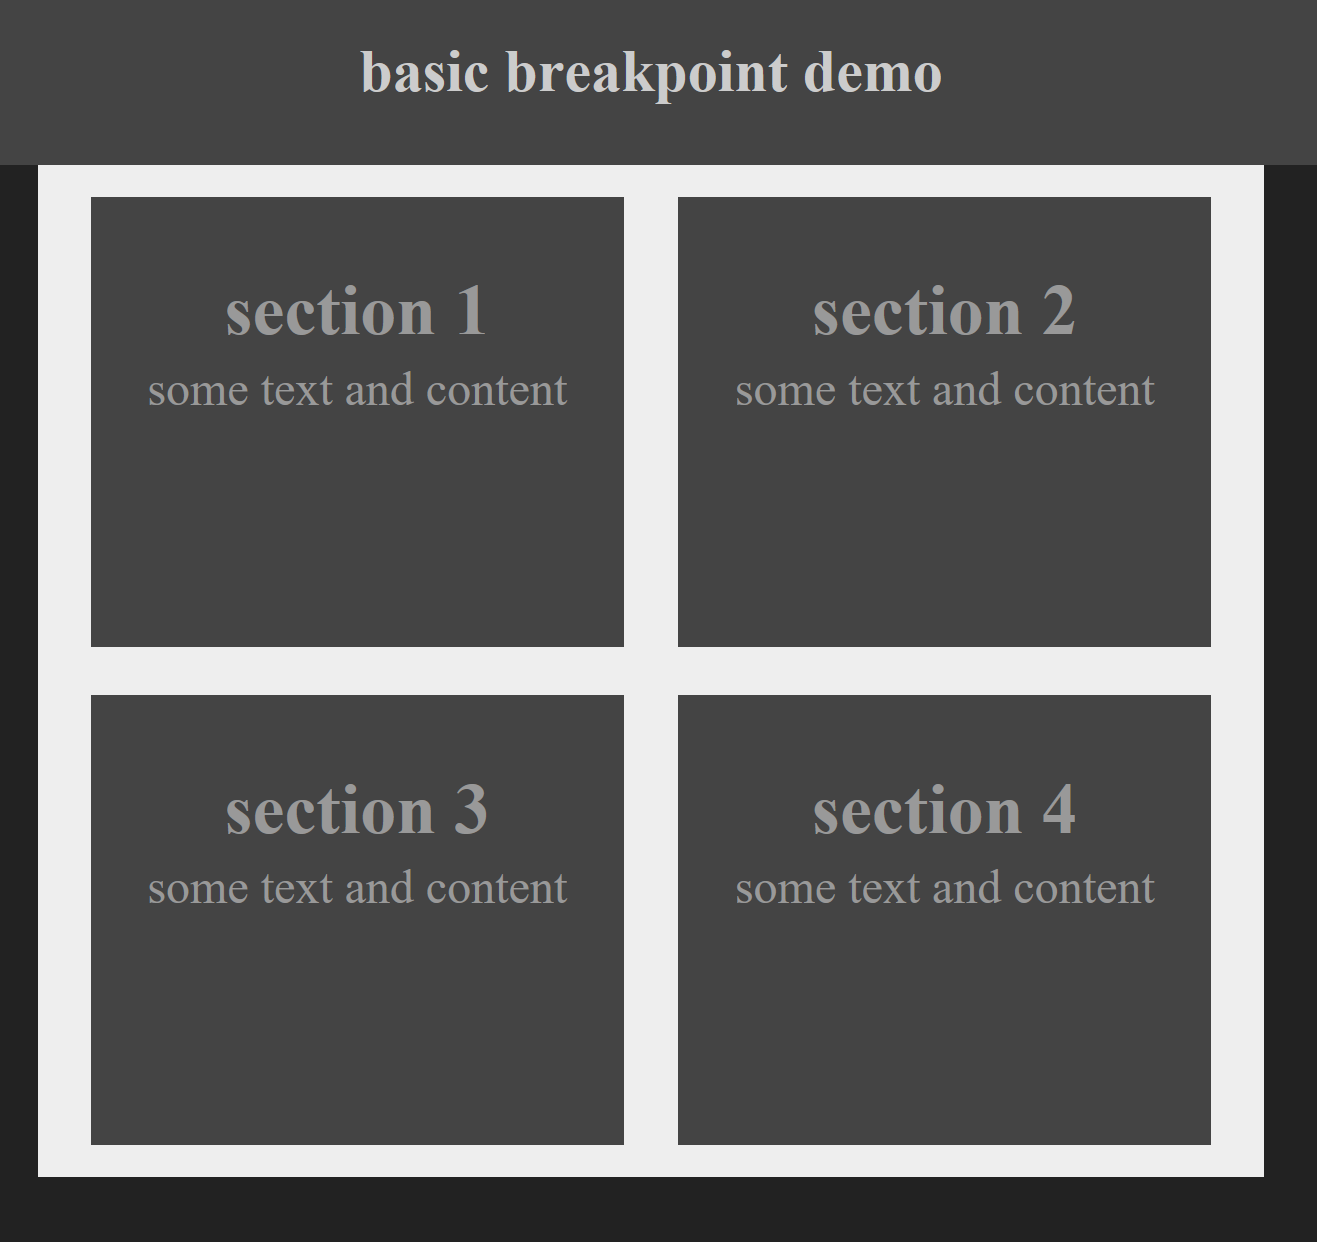 basic breakpoint demo
section 1
some text and content
section 2
some text and content
section 3
some text and content
section 4
some text and content